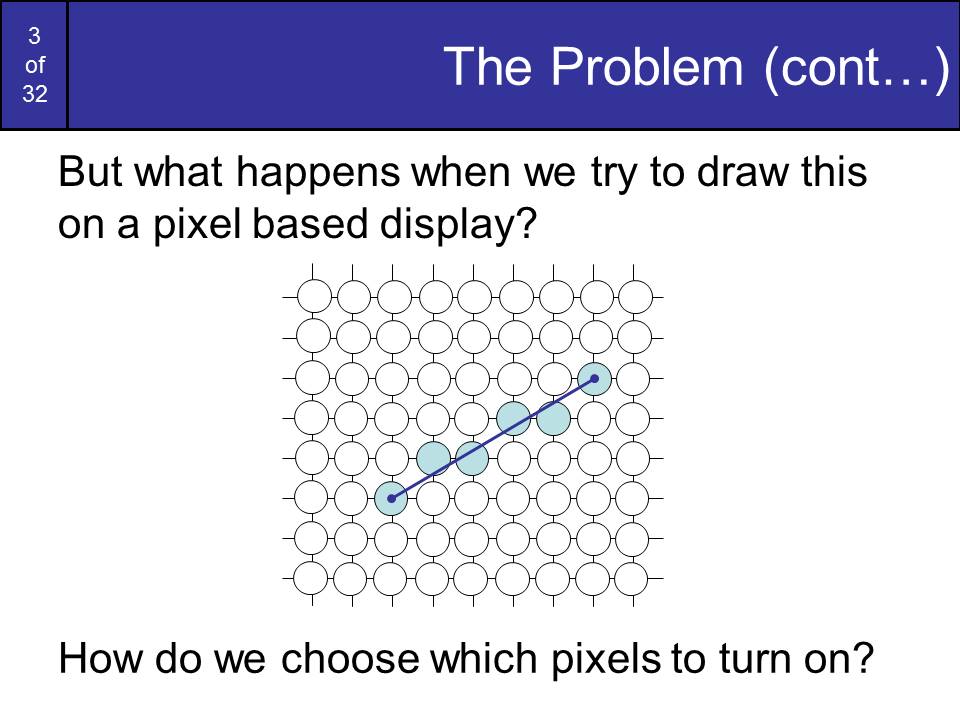 3
of
32
The Problem (cont…)
But what happens when we try to draw this
on a pixel based display?
How do we choose which pixels to turn on?